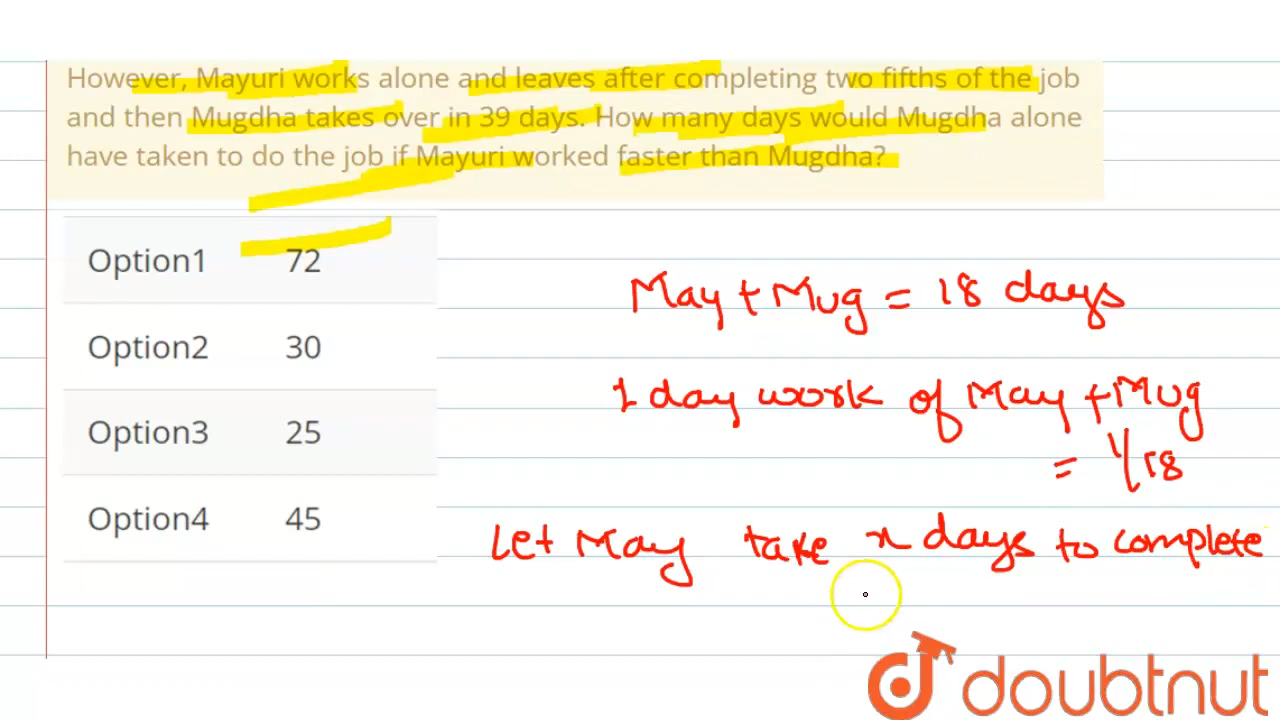 However, Mayuri works alone and leaves after completing two fifths of the job
and then Mugdha takes over in 39 days. How many days would Mugdha alone
have taken to do the job if Mayuri worked faster than Mugdha?
Option1 72
Option2 30
Option3 25
Option4 45
May + Mug = 18 days
1 day work of May + Mug
= 1/18
Let May take x days to complete
doubtnut